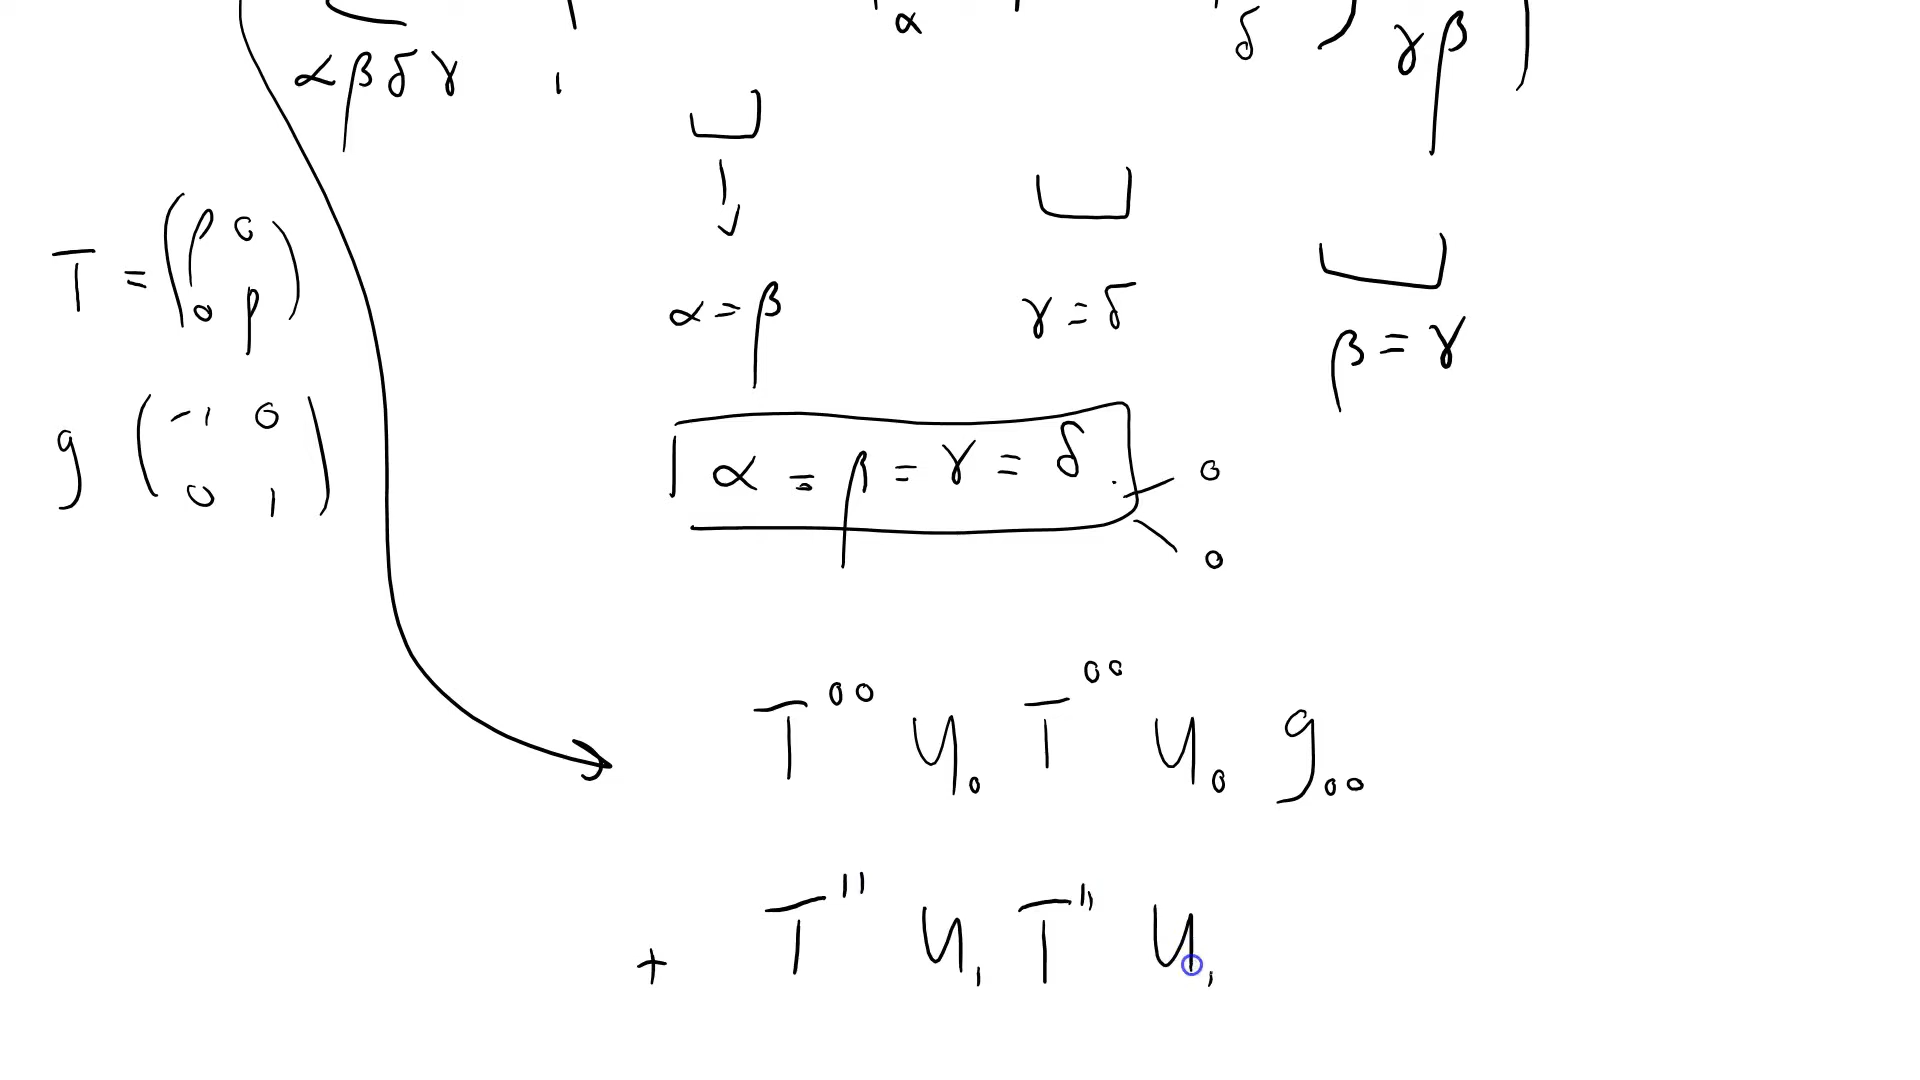 α δ γβ
αβδγ ,
T = (ρ 0
0 p)
α=β γ=δ β=γ
g (-1 0
0 1)
α = β = γ = δ . 0
0
T⁰⁰ U₀ T⁰⁰ U₀ g₀₀
+ T¹¹ U₁ T¹¹ U₁